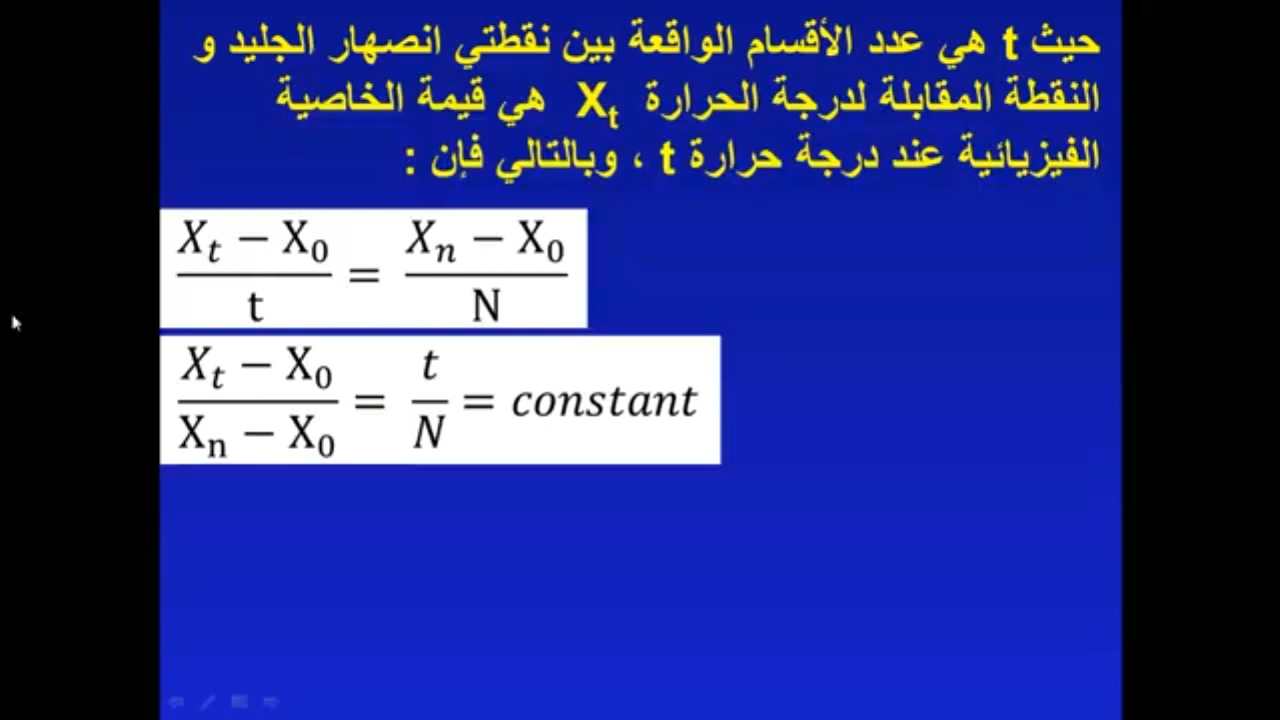 حيث t هي عدد الأقسام الواقعة بين نقطتي انصهار الجليد و
النقطة المقابلة لدرجة الحرارة Xt هي قيمة الخاصية
الفيزيائية عند درجة حرارة t ، وبالتالي فإن :
(Xt − X0)/t = (Xn − X0)/N
(Xt − X0)/(Xn − X0) = t/N = constant